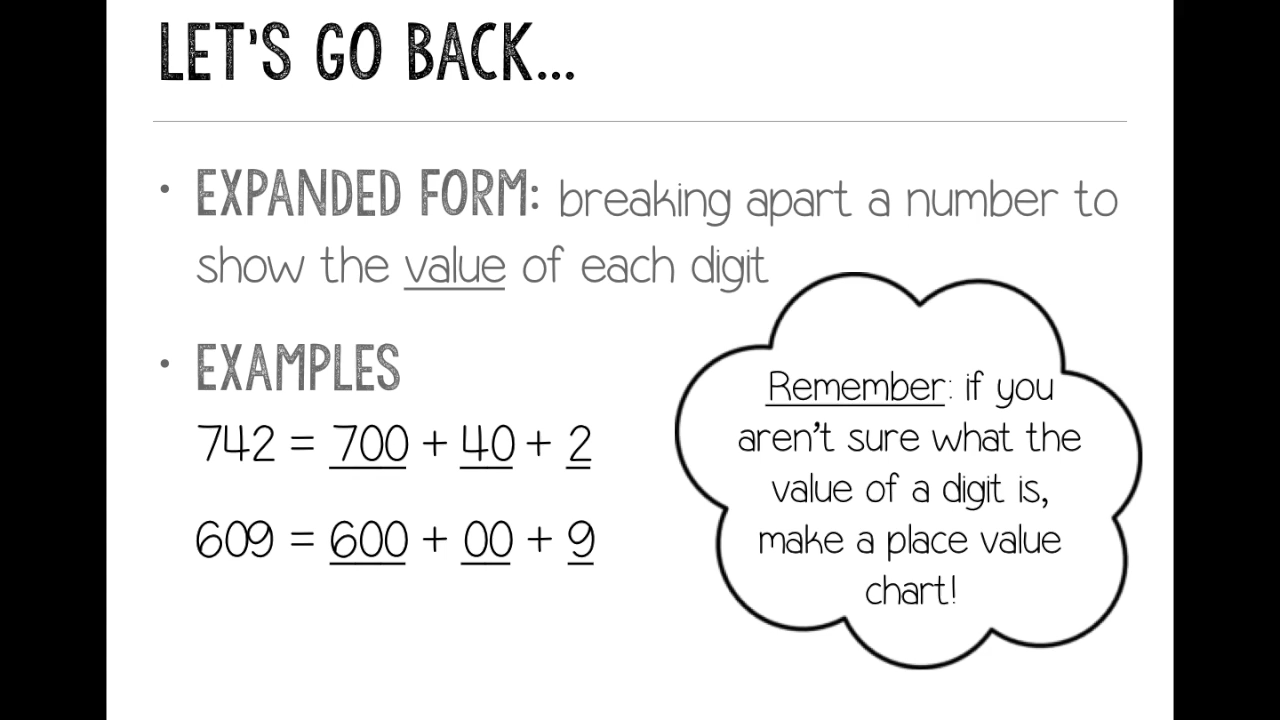 LET'S GO BACK...
• EXPANDED FORM: breaking apart a number to
show the value of each digit
• EXAMPLES
742 = 700 + 40 + 2
609 = 600 + 00 + 9
Remember: if you
aren't sure what the
value of a digit is,
make a place value
chart!